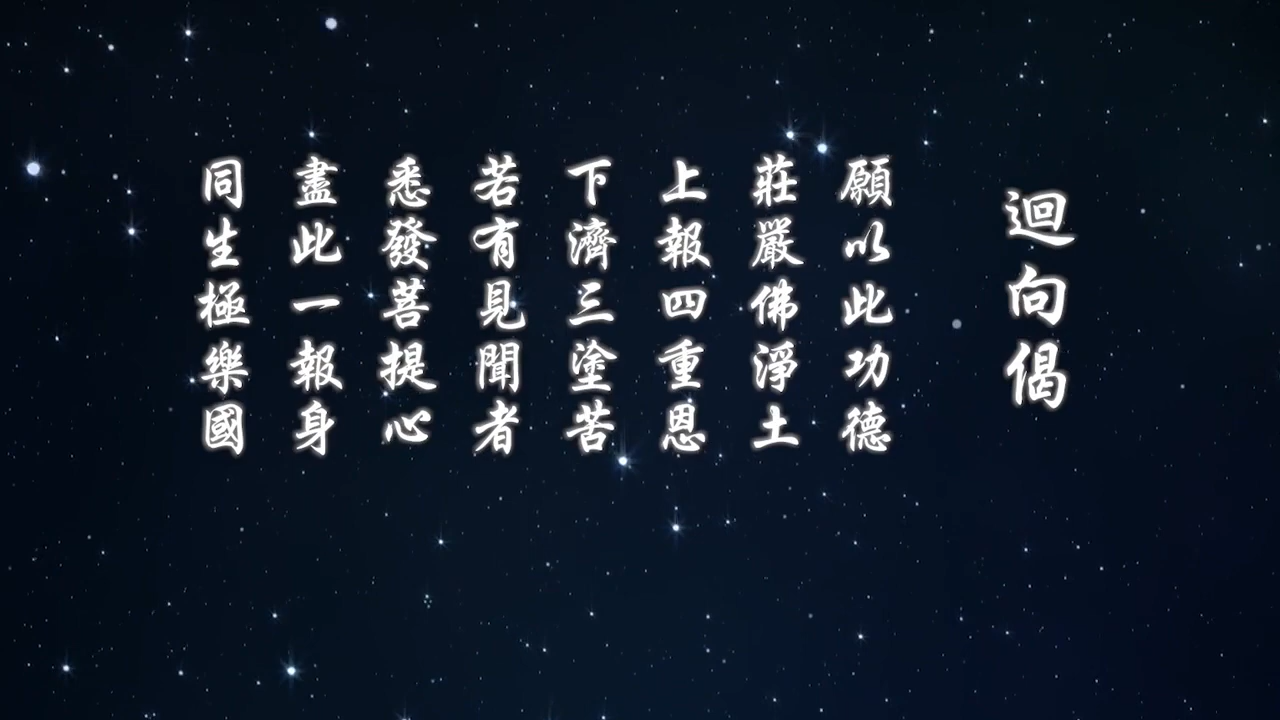 迴向偈
願以此功德
莊嚴佛淨土
上報四重恩
下濟三塗苦
若有見聞者
悉發菩提心
盡此一報身
同生極樂國